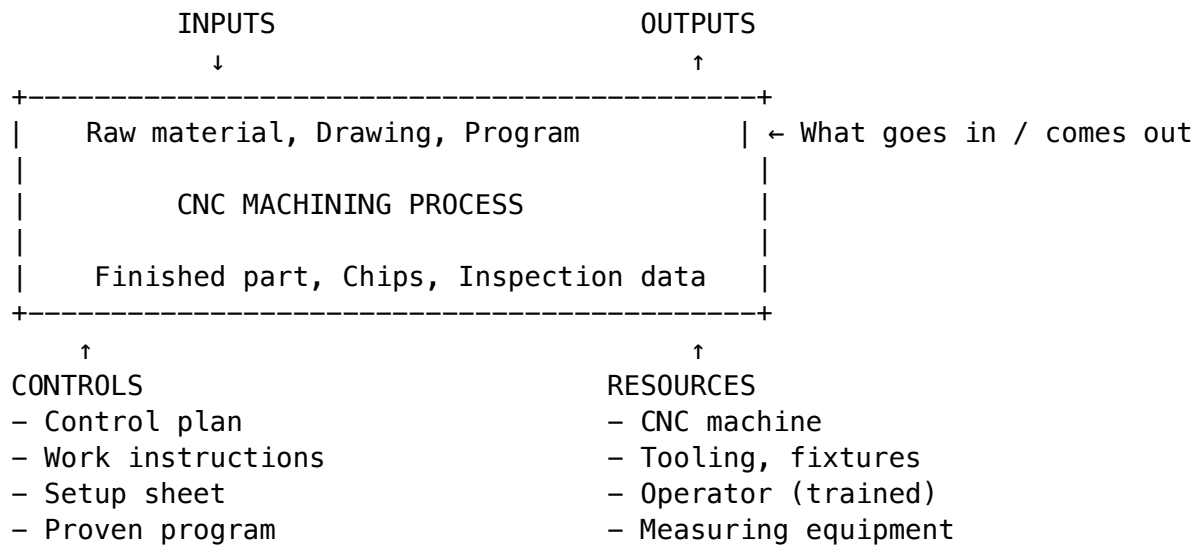 INPUTS OUTPUTS
↓ ↑
+--------------------------------------------+
| Raw material, Drawing, Program | ← What goes in / comes out
| |
| CNC MACHINING PROCESS |
| |
| Finished part, Chips, Inspection data |
+--------------------------------------------+
↑ ↑
CONTROLS RESOURCES
- Control plan - CNC machine
- Work instructions - Tooling, fixtures
- Setup sheet - Operator (trained)
- Proven program - Measuring equipment